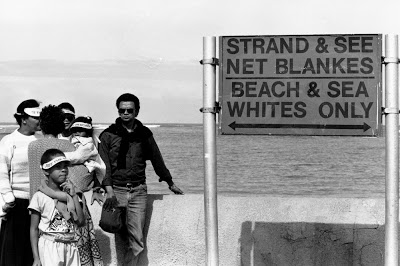 STRAND & SEE
NET BLANKES
BEACH & SEA
WHITES ONLY